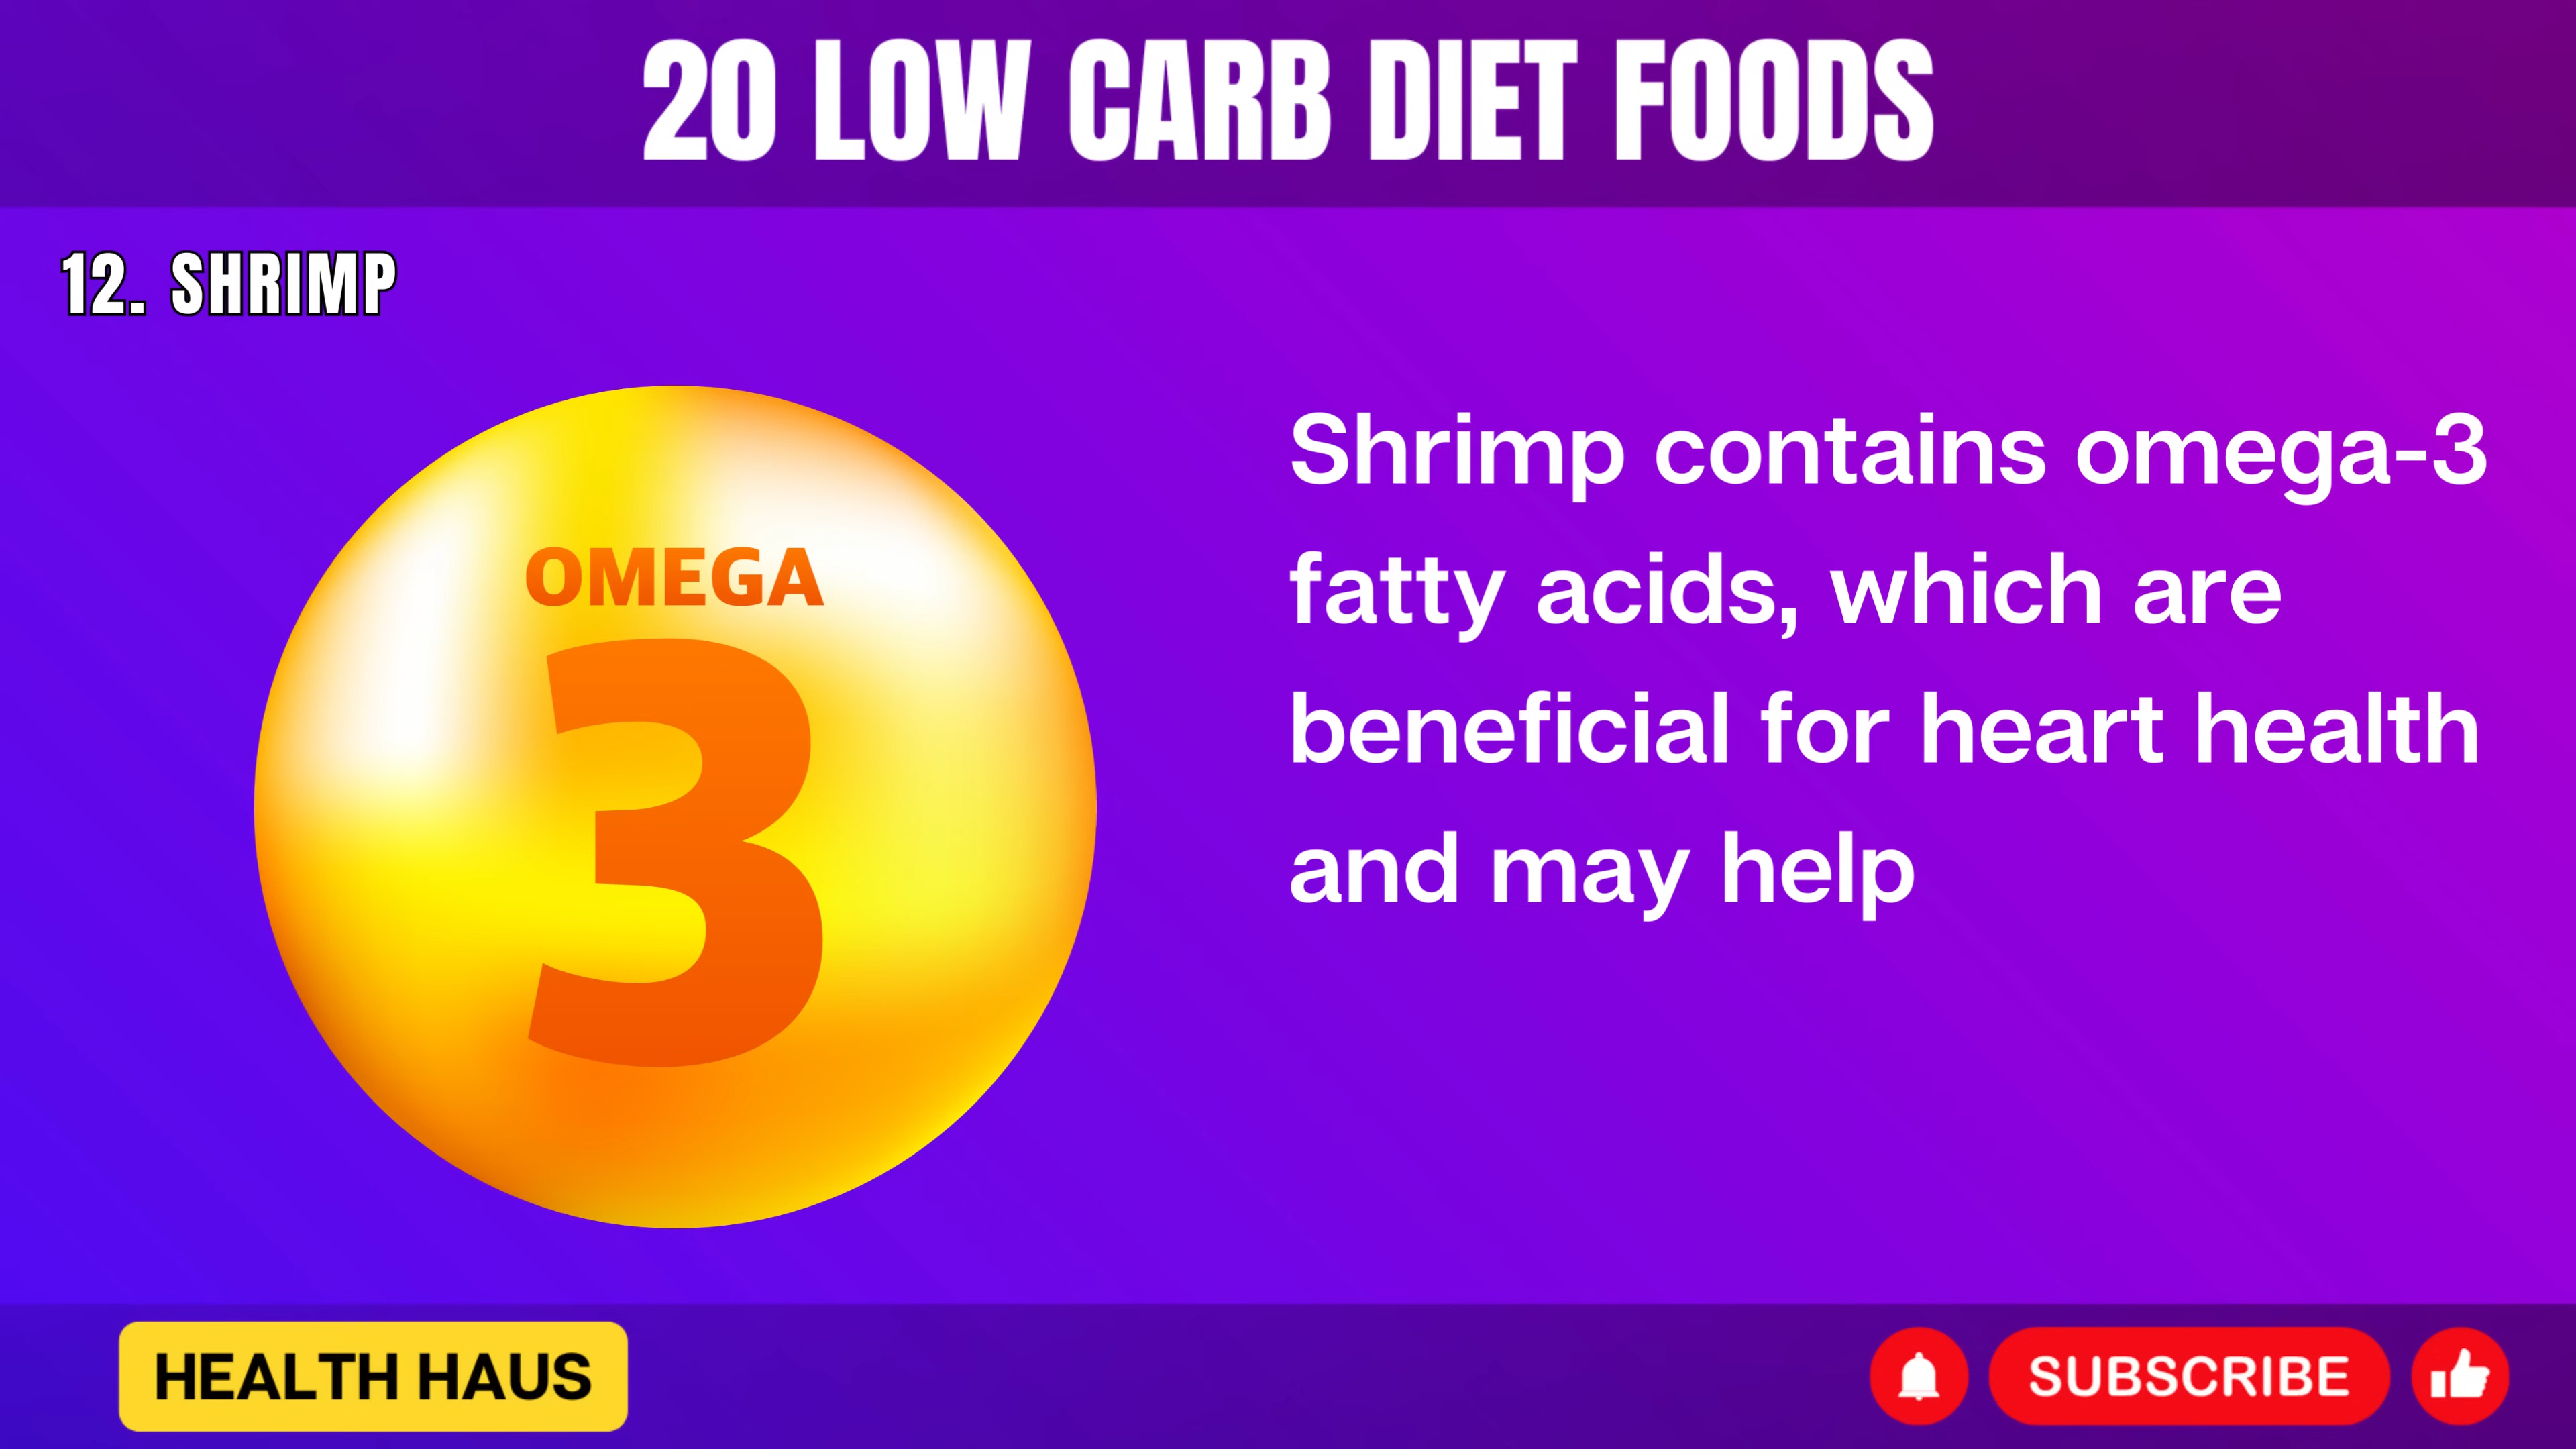 20 LOW CARB DIET FOODS
12. SHRIMP
OMEGA
3
Shrimp contains omega-3
fatty acids, which are
beneficial for heart health
and may help
HEALTH HAUS
SUBSCRIBE